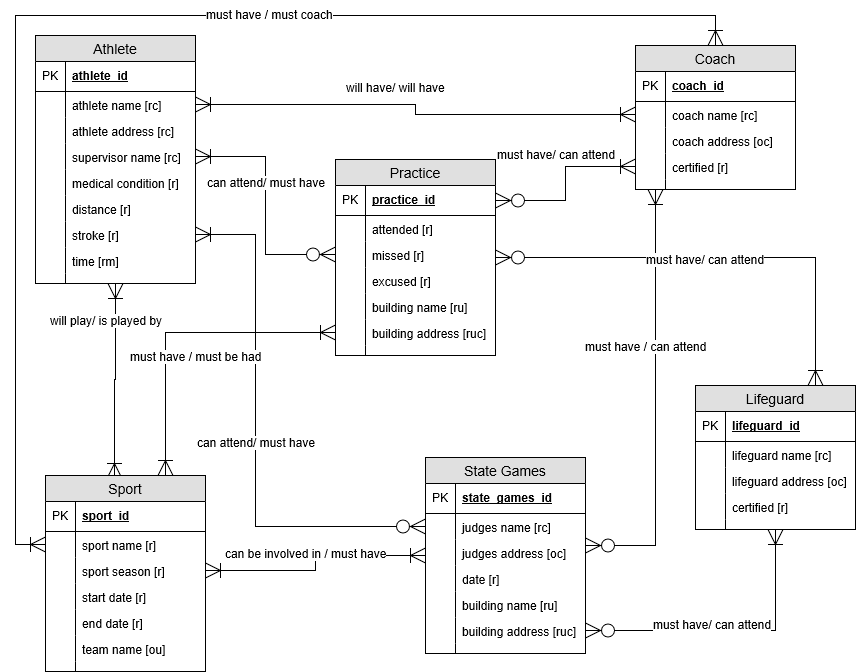 must have / must coach
Athlete
PK athlete_id
athlete name [rc]
athlete address [rc]
supervisor name [rc]
medical condition [r]
distance [r]
stroke [r]
time [rm]
will have/ will have
Coach
PK coach_id
coach name [rc]
coach address [oc]
certified [r]
must have/ can attend
can attend/ must have
Practice
PK practice_id
attended [r]
missed [r]
excused [r]
building name [ru]
building address [ruc]
must have/ can attend
will play/ is played by
must have / must be had
must have / can attend
Lifeguard
PK lifeguard_id
lifeguard name [rc]
lifeguard address [oc]
certified [r]
can attend/ must have
Sport
PK sport_id
sport name [r]
sport season [r]
start date [r]
end date [r]
team name [ou]
can be involved in / must have
State Games
PK state_games_id
judges name [rc]
judges address [oc]
date [r]
building name [ru]
building address [ruc]
must have/ can attend